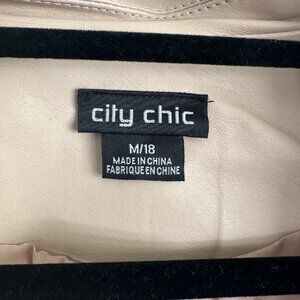 city chic
M/18
MADE IN CHINA
FABRIQUE EN CHINE